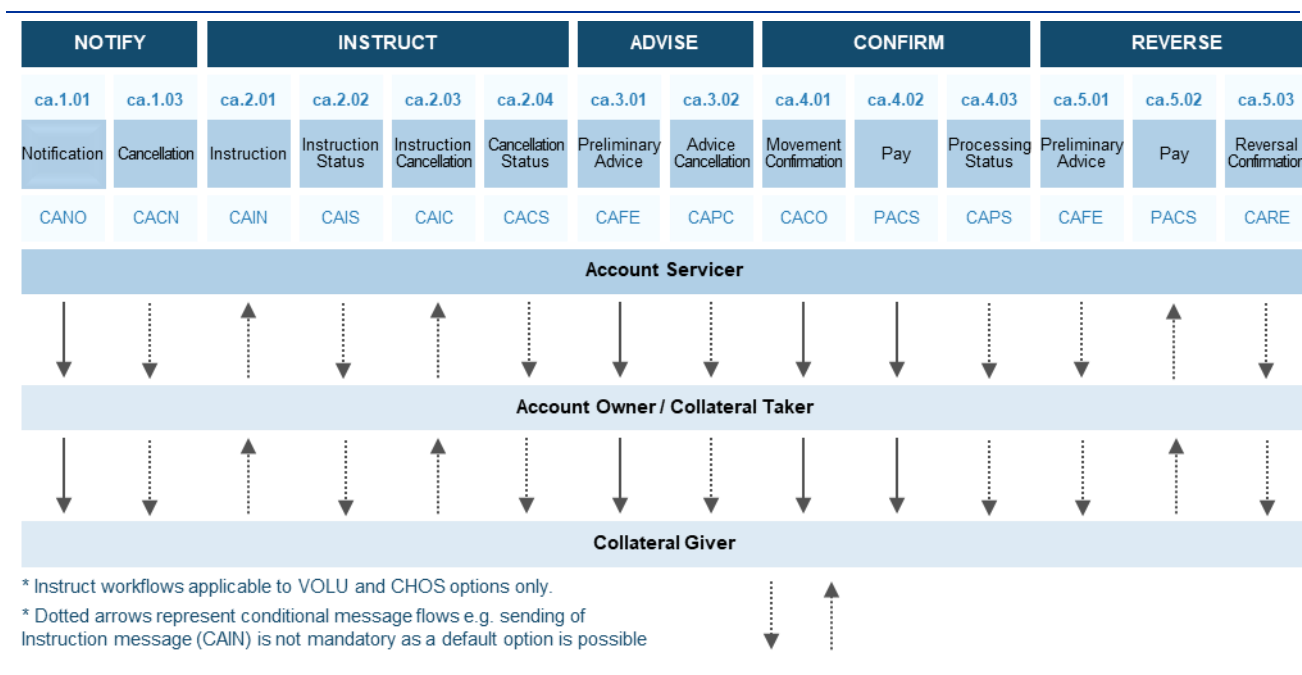 NOTIFY INSTRUCT ADVISE CONFIRM REVERSE
ca.1.01 ca.1.03 ca.2.01 ca.2.02 ca.2.03 ca.2.04 ca.3.01 ca.3.02 ca.4.01 ca.4.02 ca.4.03 ca.5.01 ca.5.02 ca.5.03
Notification Cancellation Instruction Instruction Status Instruction Cancellation Cancellation Status Preliminary Advice Advice Cancellation Movement Confirmation Pay Processing Status Preliminary Advice Pay Reversal Confirmation
CANO CACN CAIN CAIS CAIC CACS CAFE CAPC CACO PACS CAPS CAFE PACS CARE
Account Servicer
Account Owner / Collateral Taker
Collateral Giver
* Instruct workflows applicable to VOLU and CHOS options only.
* Dotted arrows represent conditional message flows e.g. sending of
Instruction message (CAIN) is not mandatory as a default option is possible